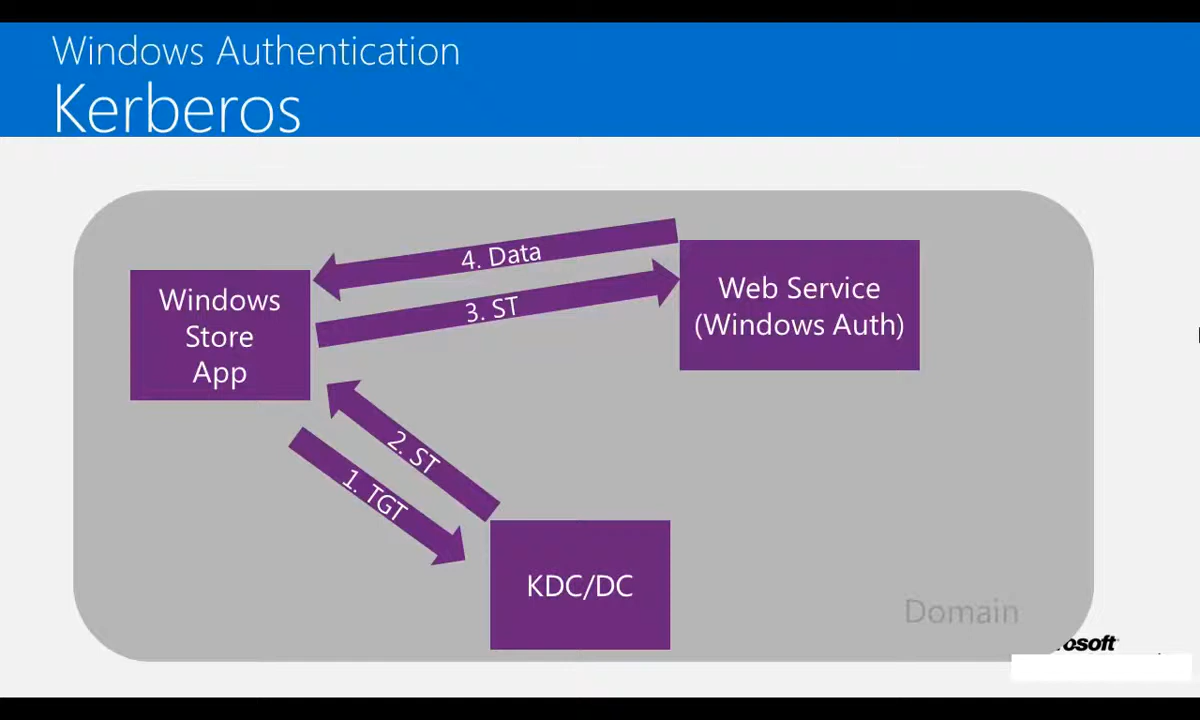 Windows Authentication
Kerberos
4. Data
3. ST
Windows
Store
App
Web Service
(Windows Auth)
2. ST
1. TGT
KDC/DC
Domain
osoft